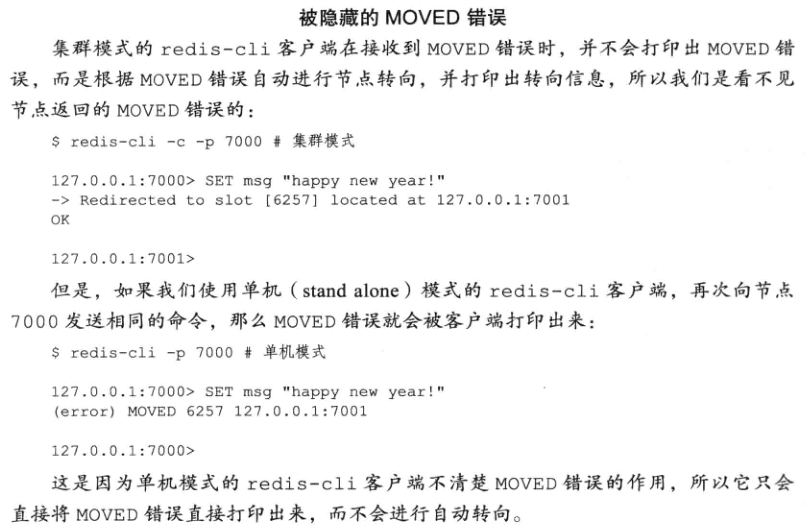 被隐藏的 MOVED 错误
集群模式的 redis-cli 客户端在接收到 MOVED 错误时，并不会打印出 MOVED 错
误，而是根据 MOVED 错误自动进行节点转向，并打印出转向信息，所以我们是看不见
节点返回的 MOVED 错误的：
$ redis-cli -c -p 7000 # 集群模式
127.0.0.1:7000> SET msg "happy new year!"
-> Redirected to slot [6257] located at 127.0.0.1:7001
OK
127.0.0.1:7001>
但是，如果我们使用单机（stand alone）模式的 redis-cli 客户端，再次向节点
7000 发送相同的命令，那么 MOVED 错误就会被客户端打印出来：
$ redis-cli -p 7000 # 单机模式
127.0.0.1:7000> SET msg "happy new year!"
(error) MOVED 6257 127.0.0.1:7001
127.0.0.1:7000>
这是因为单机模式的 redis-cli 客户端不清楚 MOVED 错误的作用，所以它只会
直接将 MOVED 错误直接打印出来，而不会进行自动转向。